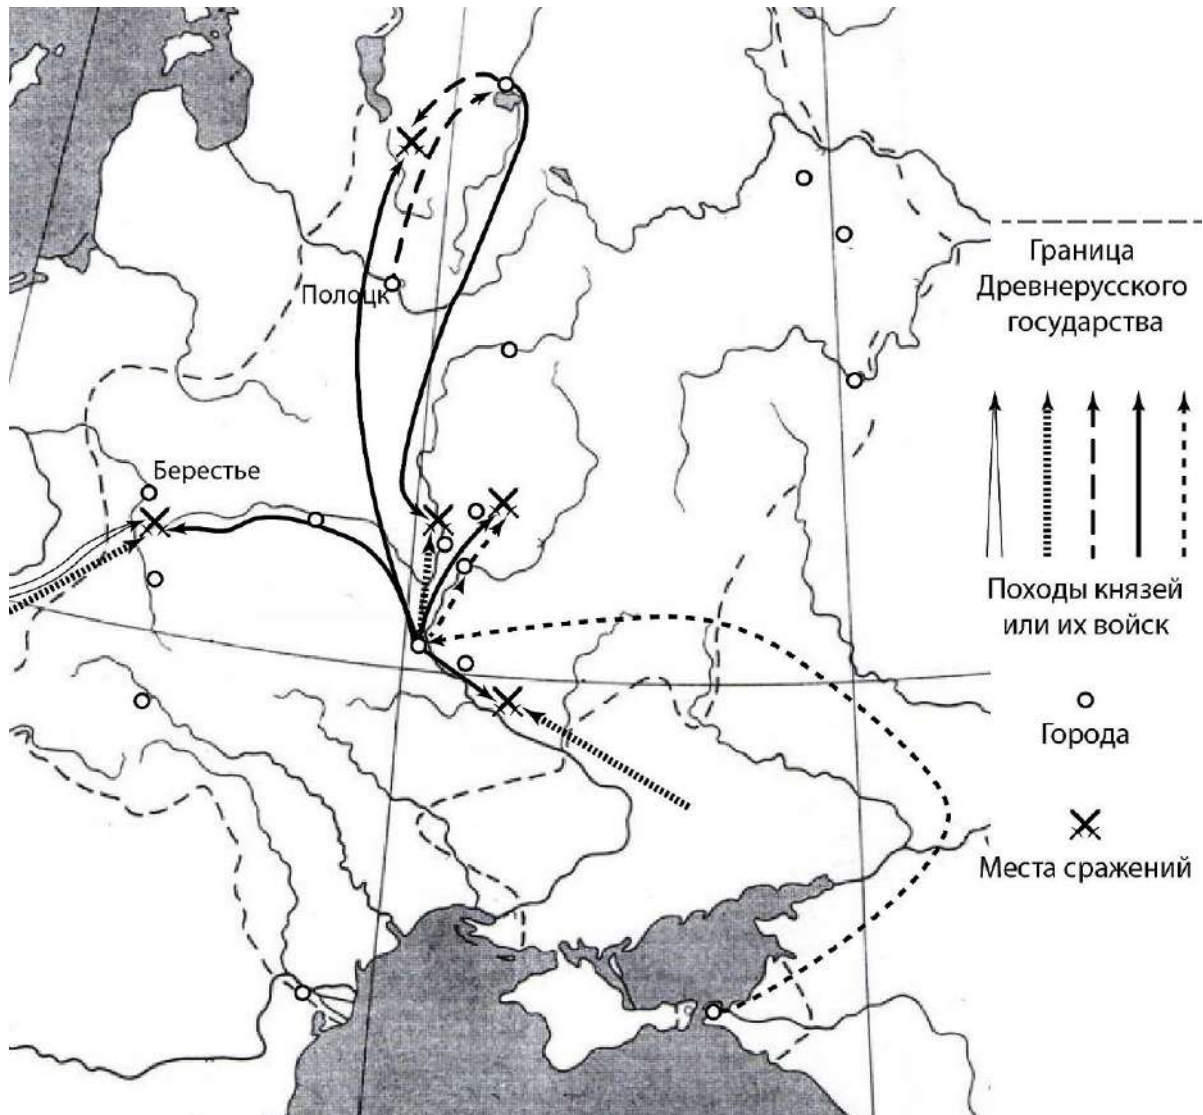 Полоцк
Берестье
Граница
Древнерусского
государства
Походы князей
или их войск
Города
Места сражений